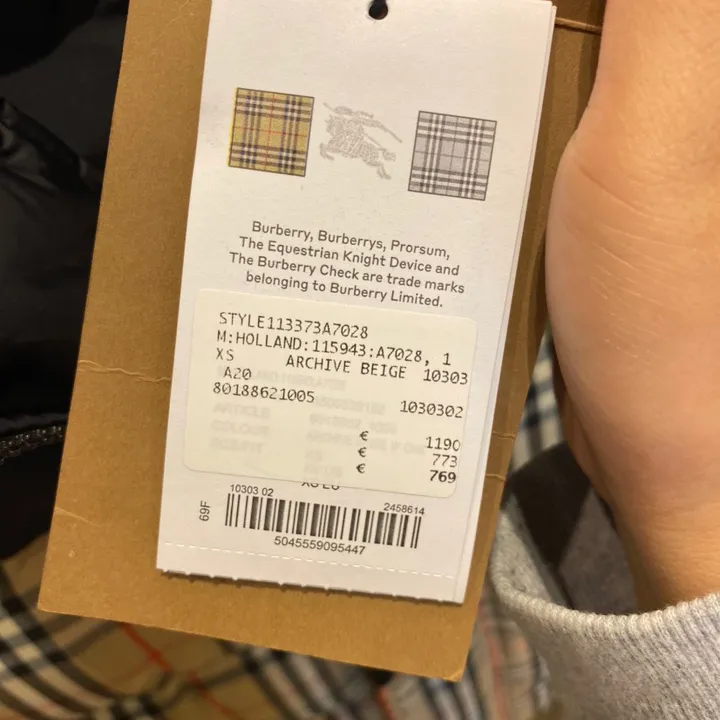 Burberry, Burberrys, Prorsum,
The Equestrian Knight Device and
The Burberry Check are trade marks
belonging to Burberry Limited.
STYLE113373A7028
M:HOLLAND:115943:A7028, 1
XS ARCHIVE BEIGE 10303
A20
80188621005 1030302
€ 1190
€ 773
€ 769
69F
10303 02 2458614
5045559095447